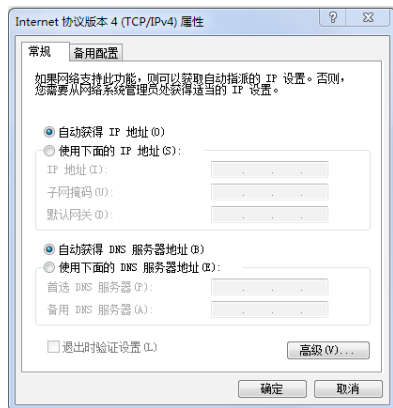 Internet 协议版本 4 (TCP/IPv4) 属性
常规
备用配置
如果网络支持此功能，则可以获取自动指派的 IP 设置。否则，
您需要从网络系统管理员处获得适当的 IP 设置。
自动获得 IP 地址(O)
使用下面的 IP 地址(S):
IP 地址(I):
子网掩码(U):
默认网关(D):
自动获得 DNS 服务器地址(B)
使用下面的 DNS 服务器地址(E):
首选 DNS 服务器(P):
备用 DNS 服务器(A):
退出时验证设置(L)
高级(V)...
确定
取消